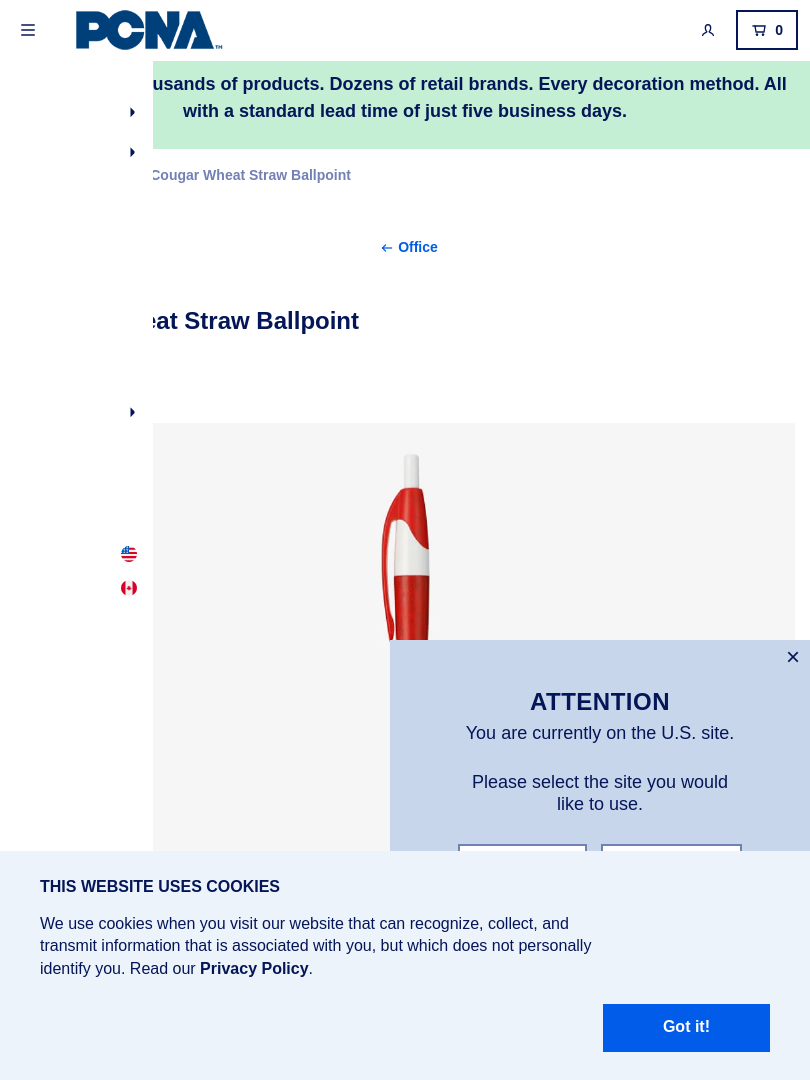 PCNA™
0
usands of products. Dozens of retail brands. Every decoration method. All
with a standard lead time of just five business days.
Cougar Wheat Straw Ballpoint
Office
eat Straw Ballpoint
ATTENTION
You are currently on the U.S. site.
Please select the site you would
like to use.
THIS WEBSITE USES COOKIES
We use cookies when you visit our website that can recognize, collect, and
transmit information that is associated with you, but which does not personally
identify you. Read our Privacy Policy.
Got it!